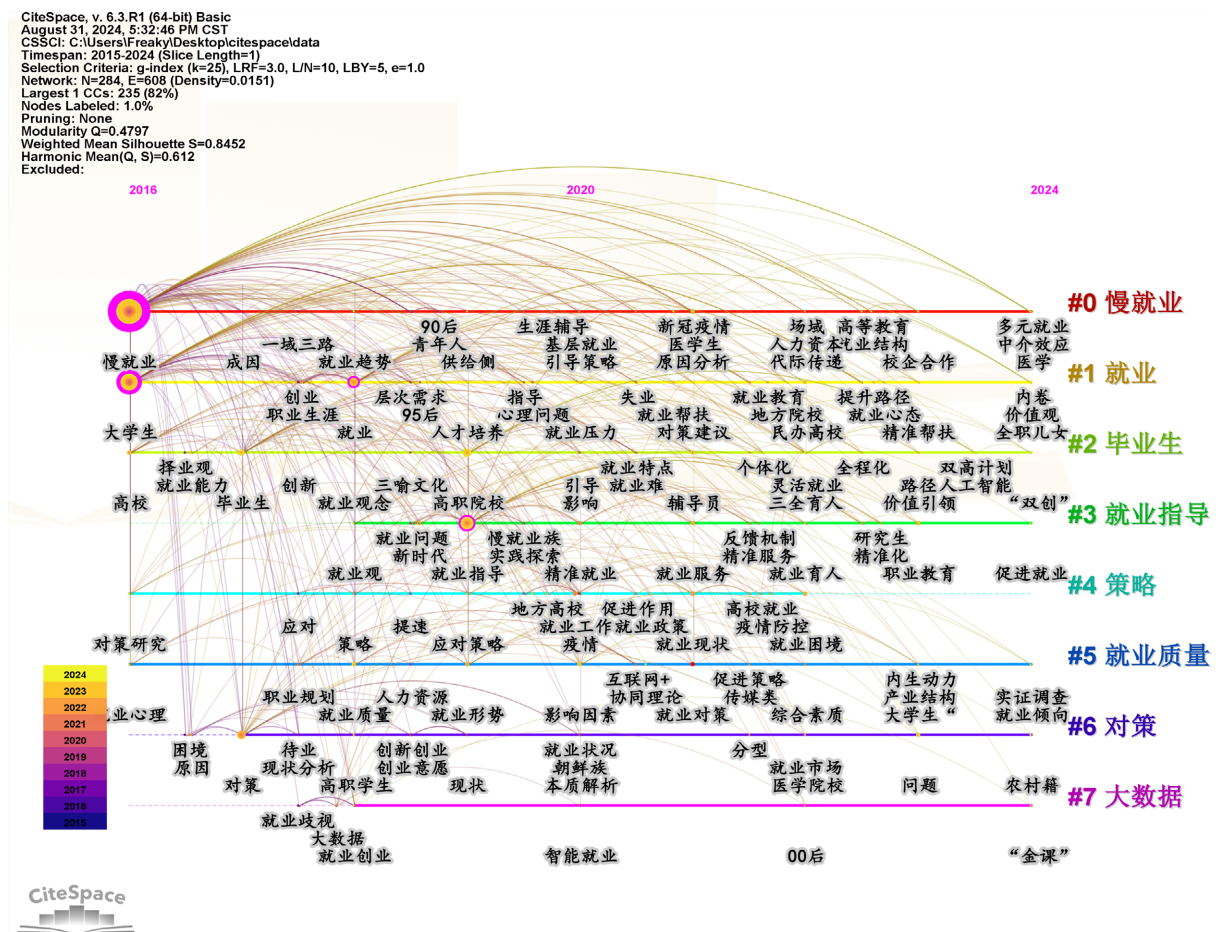 CiteSpace, v. 6.3.R1 (64-bit) Basic
August 31, 2024, 5:32:46 PM CST
CSSCI: C:\Users\Freaky\Desktop\citespace\data
Timespan: 2015-2024 (Slice Length=1)
Selection Criteria: g-index (k=25), LRF=3.0, L/N=10, LBY=5, e=1.0
Network: N=284, E=608 (Density=0.0151)
Largest 1 CCs: 235 (82%)
Nodes Labeled: 1.0%
Pruning: None
Modularity Q=0.4797
Weighted Mean Silhouette S=0.8452
Harmonic Mean(Q, S)=0.612
Excluded:
2016 2020 2024
#0 慢就业
90后 生涯辅导 新冠疫情 场域 高等教育 多元就业
一域三路 青年人 基层就业 医学生 人力资本 就业结构 中介效应
慢就业 成因 就业趋势 供给侧 引导策略 原因分析 代际传递 校企合作 医学
#1 就业
创业 层次需求 指导 失业 就业教育 提升路径 内卷
职业生涯 95后 心理问题 就业帮扶 地方院校 就业心态 价值观
大学生 就业 人才培养 就业压力 对策建议 民办高校 精准帮扶 全职儿女
#2 毕业生
择业观 就业特点 个体化 全程化 双高计划
就业能力 创新 三喻文化 引导 就业难 灵活就业 路径 人工智能
高校 毕业生 就业观念 高职院校 影响 辅导员 三全育人 价值引领 “双创”
#3 就业指导
就业问题 慢就业族 反馈机制 研究生
新时代 实践探索 精准服务 精准化
就业观 就业指导 精准就业 就业服务 就业育人 职业教育 促进就业
#4 策略
地方高校 促进作用 高校就业
应对 提速 就业工作 就业政策 疫情防控
对策研究 策略 应对策略 疫情 就业现状 就业困境
#5 就业质量
互联网+ 促进策略 内生动力
职业规划 人力资源 协同理论 传媒类 产业结构 实证调查
业心理 就业质量 就业形势 影响因素 就业对策 综合素质 大学生“ 就业倾向
#6 对策
困境 待业 创新创业 就业状况 分型
原因 现状分析 创业意愿 朝鲜族 就业市场
对策 高职学生 现状 本质解析 医学院校 问题 农村籍
#7 大数据
就业歧视
大数据
就业创业 智能就业 00后 “金课”
2024
2023
2022
2021
2020
2019
2018
2017
2016
2015
CiteSpace